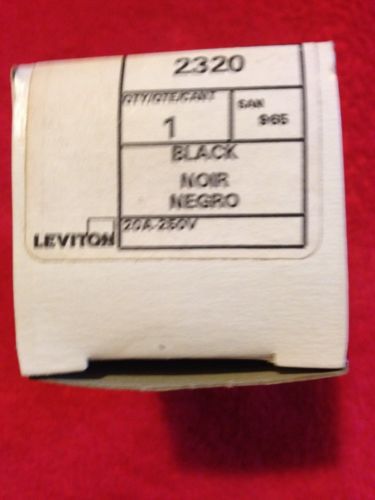 2320
QTY/QTE/CANT
1
SAN
965
BLACK
NOIR
NEGRO
LEVITON
20A-250V